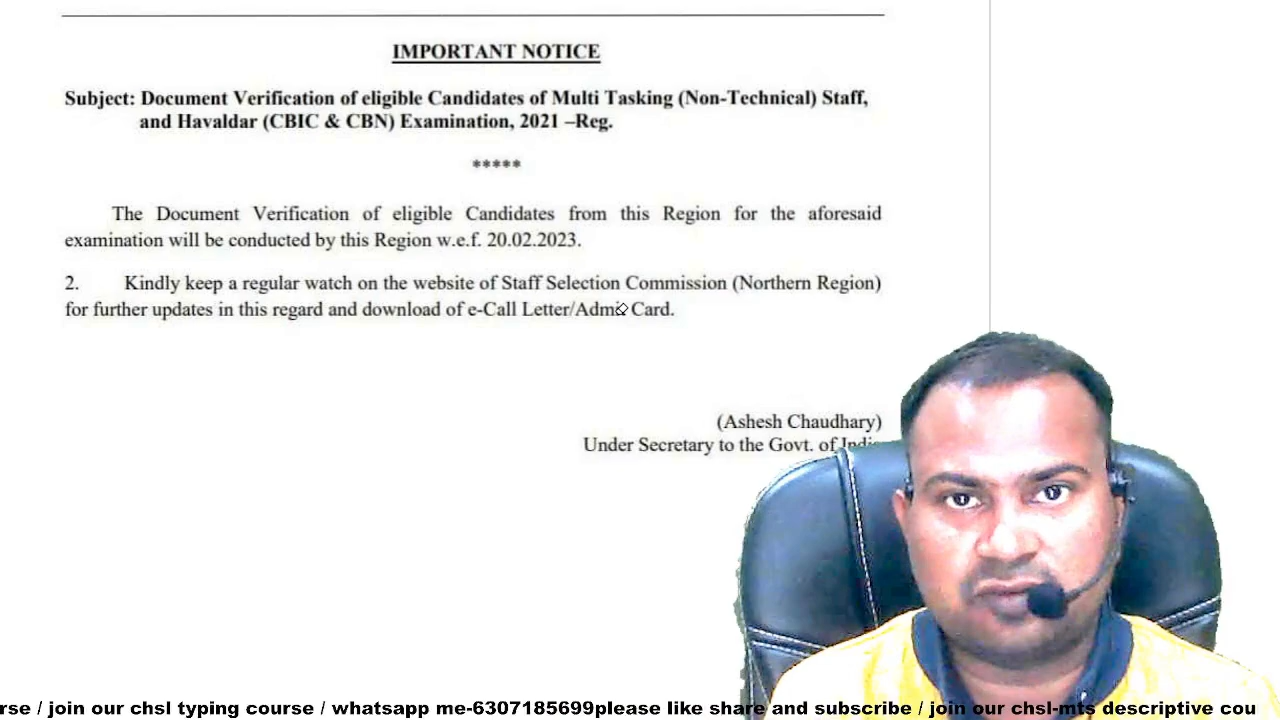 IMPORTANT NOTICE
Subject: Document Verification of eligible Candidates of Multi Tasking (Non-Technical) Staff,
and Havaldar (CBIC & CBN) Examination, 2021 –Reg.
*****
The Document Verification of eligible Candidates from this Region for the aforesaid
examination will be conducted by this Region w.e.f. 20.02.2023.
2. Kindly keep a regular watch on the website of Staff Selection Commission (Northern Region)
for further updates in this regard and download of e-Call Letter/Admit Card.
(Ashesh Chaudhary)
Under Secretary to the Govt. of India
rse / join our chsl typing course / whatsapp me-6307185699please like share and subscribe / join our chsl-mts descriptive cou